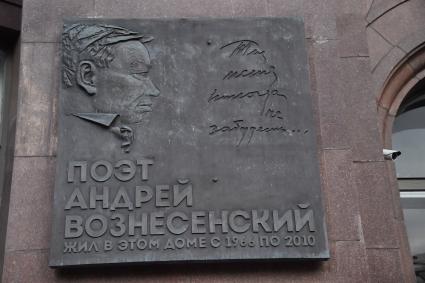 Ты
меня
никогда
не
забудешь...
ПОЭТ
АНДРЕЙ
ВОЗНЕСЕНСКИЙ
ЖИЛ В ЭТОМ ДОМЕ С 1966 ПО 2010